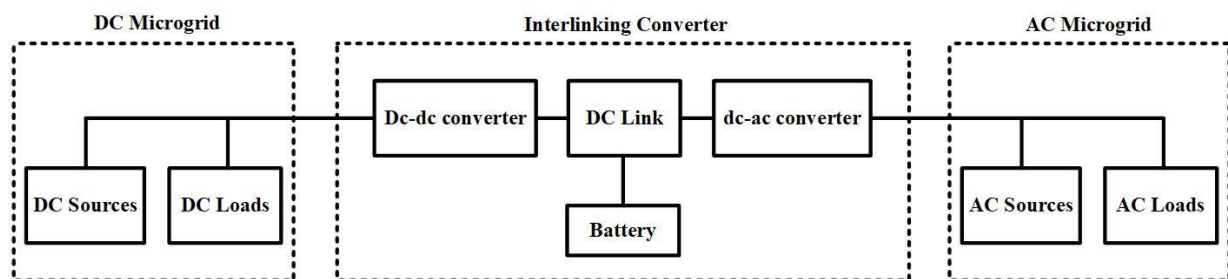 DC Microgrid
Interlinking Converter
AC Microgrid
Dc-dc converter
DC Link
dc-ac converter
DC Sources
DC Loads
Battery
AC Sources
AC Loads